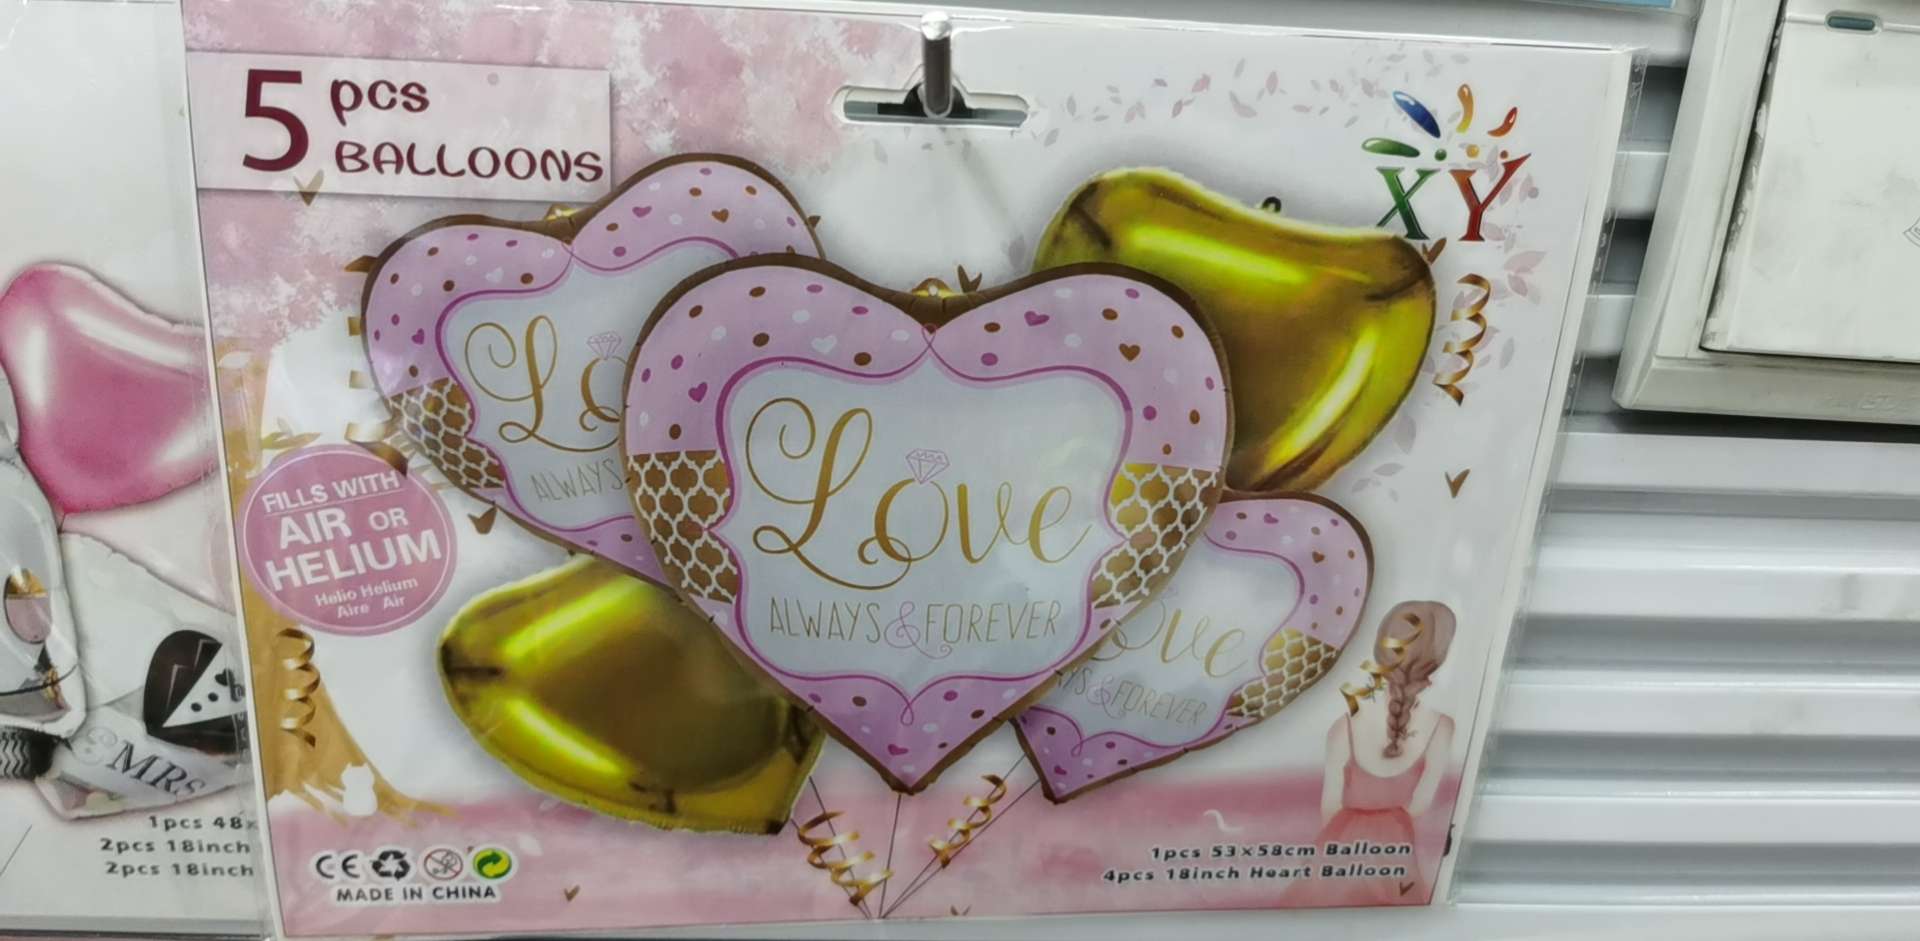 5 pcs
BALLOONS
XY
Love
ALWAYS
Love
ALWAYS & FOREVER
& FOREVER
FILLS WITH
AIR OR
HELIUM
Helio Helium
Aire Air
CE
MADE IN CHINA
1pcs 53x58cm Balloon
4pcs 18inch Heart Balloon
& MRS
1pcs 48x
2pcs 18inch
2pcs 18inch